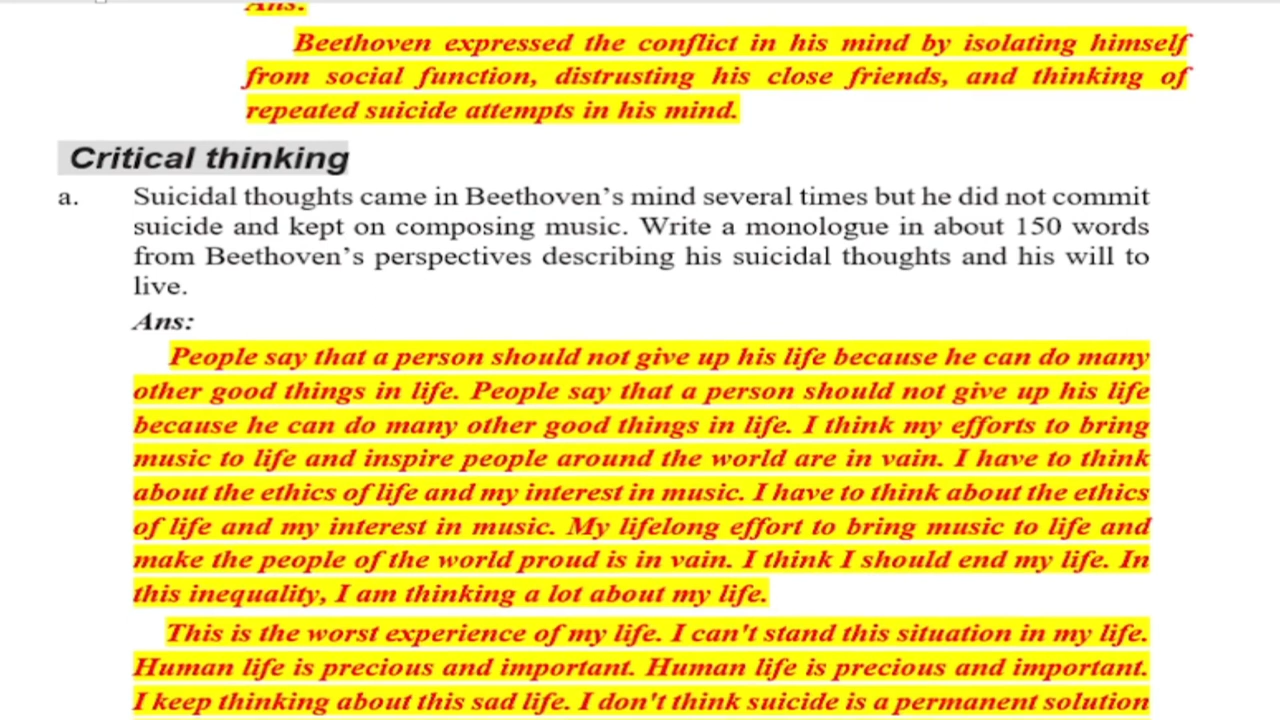 Ans.
Beethoven expressed the conflict in his mind by isolating himself
from social function, distrusting his close friends, and thinking of
repeated suicide attempts in his mind.
Critical thinking
a. Suicidal thoughts came in Beethoven’s mind several times but he did not commit
suicide and kept on composing music. Write a monologue in about 150 words
from Beethoven’s perspectives describing his suicidal thoughts and his will to
live.
Ans:
People say that a person should not give up his life because he can do many
other good things in life. People say that a person should not give up his life
because he can do many other good things in life. I think my efforts to bring
music to life and inspire people around the world are in vain. I have to think
about the ethics of life and my interest in music. I have to think about the ethics
of life and my interest in music. My lifelong effort to bring music to life and
make the people of the world proud is in vain. I think I should end my life. In
this inequality, I am thinking a lot about my life.
This is the worst experience of my life. I can't stand this situation in my life.
Human life is precious and important. Human life is precious and important.
I keep thinking about this sad life. I don't think suicide is a permanent solution